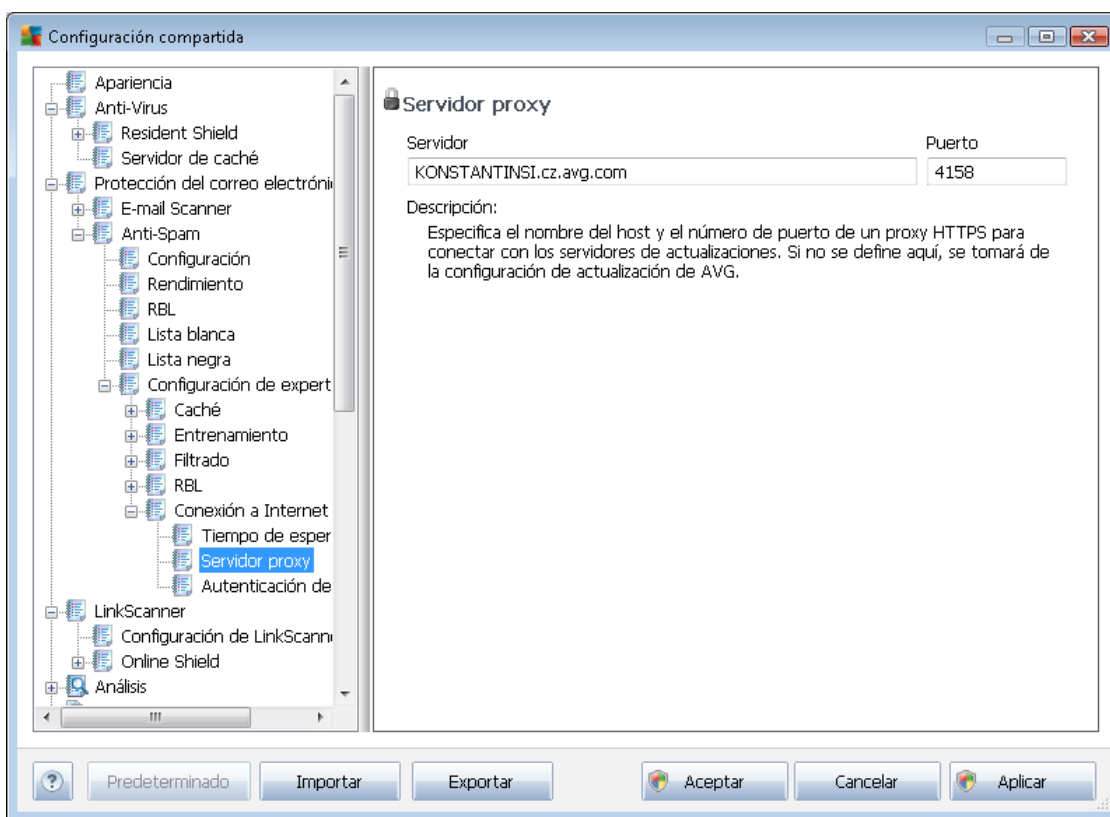 Configuración compartida
Apariencia
Anti-Virus
Resident Shield
Servidor de caché
Protección del correo electróni
E-mail Scanner
Anti-Spam
Configuración
Rendimiento
RBL
Lista blanca
Lista negra
Configuración de expert
Caché
Entrenamiento
Filtrado
RBL
Conexión a Internet
Tiempo de esper
Servidor proxy
Autenticación de
LinkScanner
Configuración de LinkScann
Online Shield
Análisis
Servidor proxy
Servidor Puerto
KONSTANTINSI.cz.avg.com 4158
Descripción:
Especifica el nombre del host y el número de puerto de un proxy HTTPS para
conectar con los servidores de actualizaciones. Si no se define aquí, se tomará de
la configuración de actualización de AVG.
? Predeterminado Importar Exportar Aceptar Cancelar Aplicar